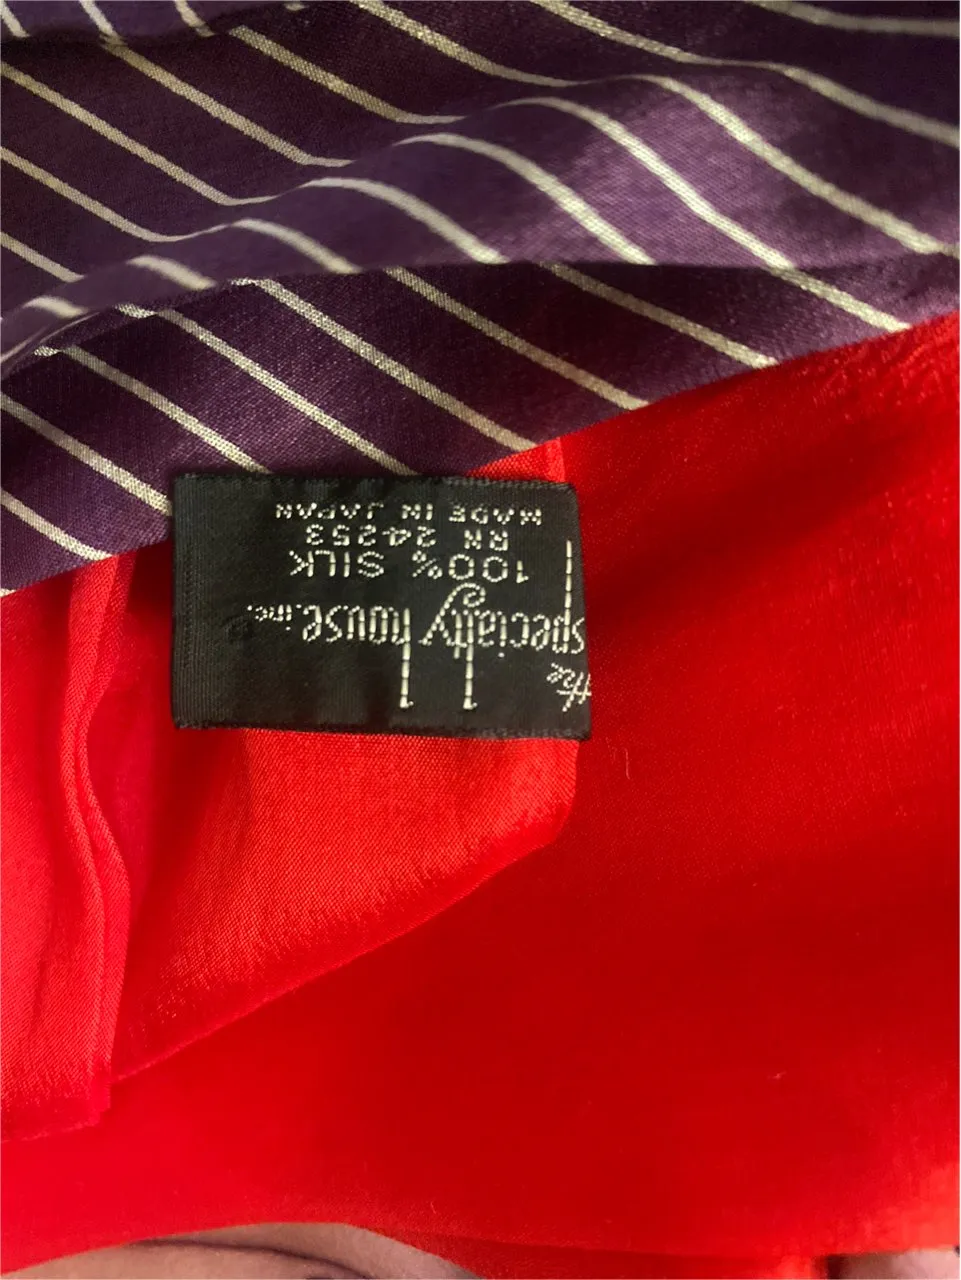 the
specialty house, inc.
100% SILK
RN 24253
MADE IN JAPAN